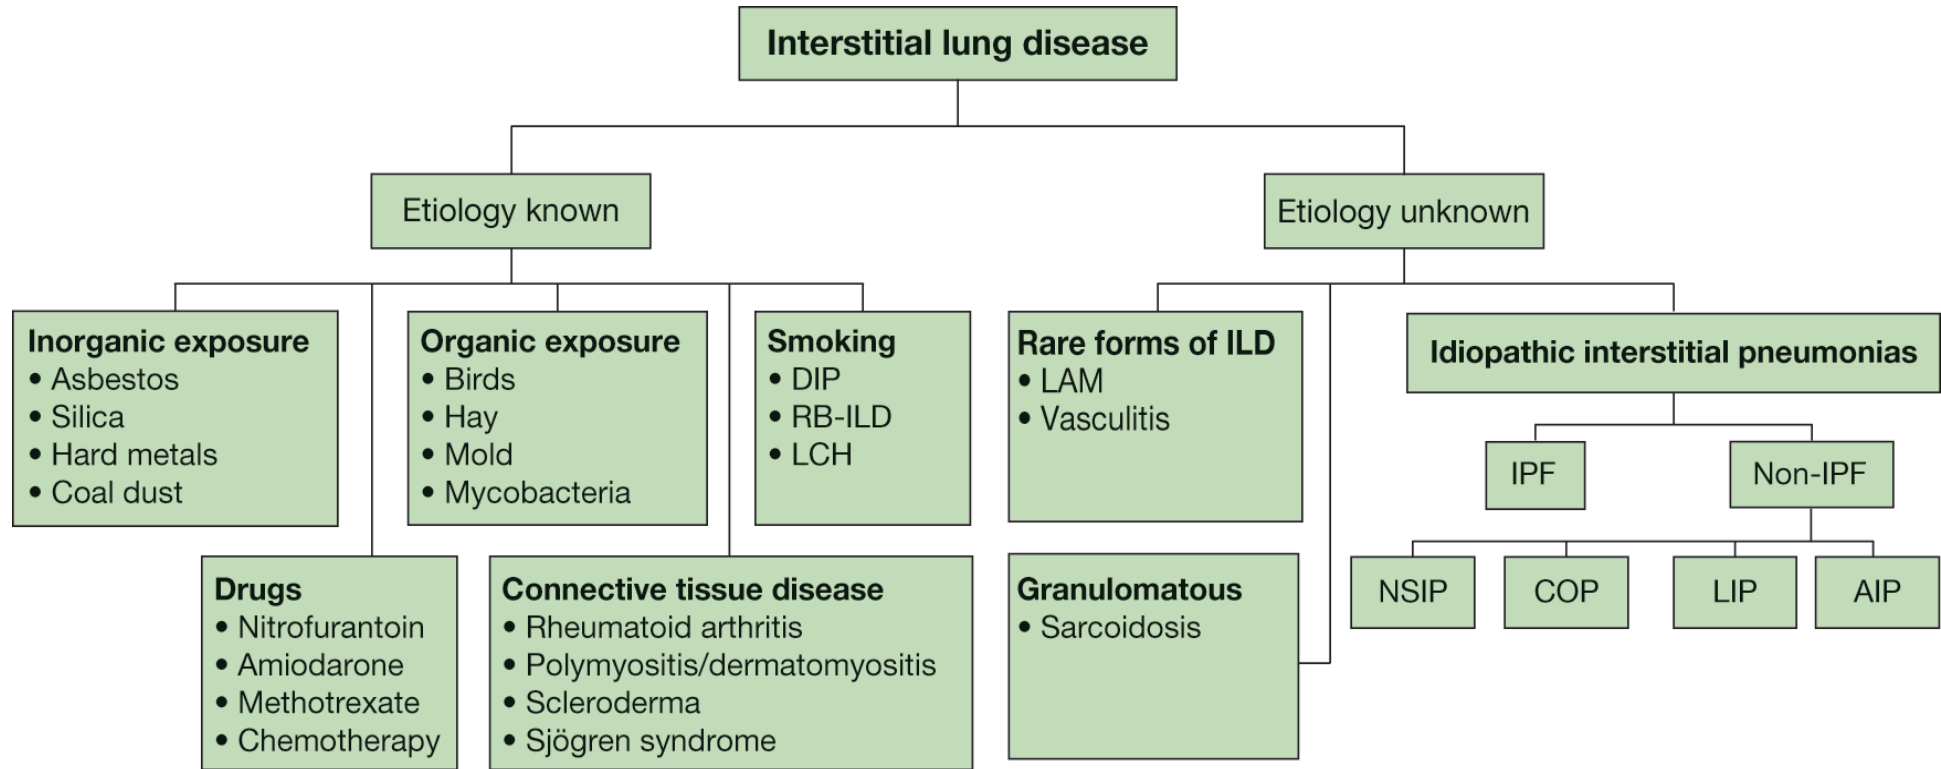 Interstitial lung disease
Etiology known
Etiology unknown
Inorganic exposure
• Asbestos
• Silica
• Hard metals
• Coal dust
Organic exposure
• Birds
• Hay
• Mold
• Mycobacteria
Smoking
• DIP
• RB-ILD
• LCH
Rare forms of ILD
• LAM
• Vasculitis
Idiopathic interstitial pneumonias
IPF
Non-IPF
Drugs
• Nitrofurantoin
• Amiodarone
• Methotrexate
• Chemotherapy
Connective tissue disease
• Rheumatoid arthritis
• Polymyositis/dermatomyositis
• Scleroderma
• Sjögren syndrome
Granulomatous
• Sarcoidosis
NSIP
COP
LIP
AIP